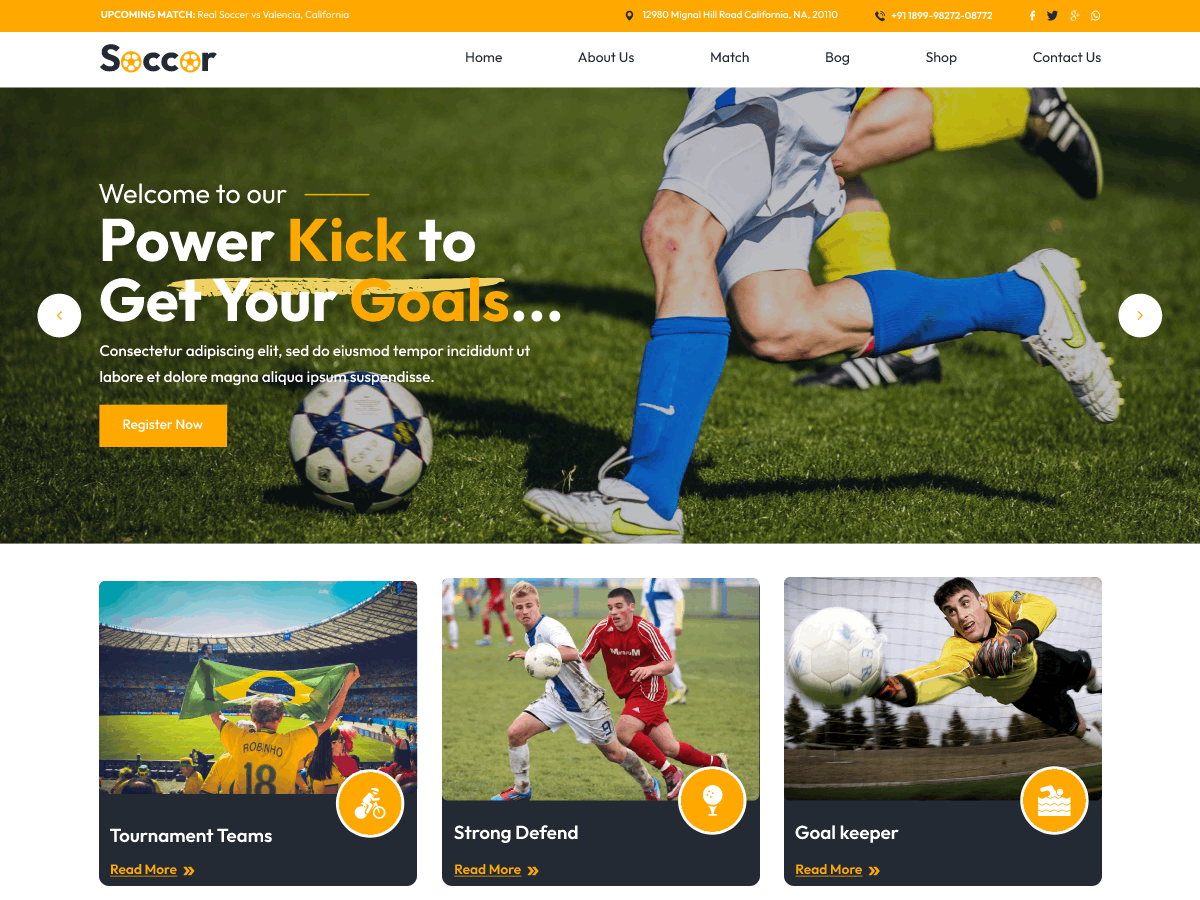 UPCOMING MATCH: Real Soccer vs Valencia, California
12980 Mignal Hill Road California, NA, 20110
+91 1899-98272-08772
Soccer
Home
About Us
Match
Bog
Shop
Contact Us
Welcome to our
Power Kick to
Get Your Goals...
Consectetur adipiscing elit, sed do eiusmod tempor incididunt ut
labore et dolore magna aliqua ipsum suspendisse.
Register Now
ROBINHO
18
9
Tournament Teams
Read More
Strong Defend
Read More
Goal keeper
Read More